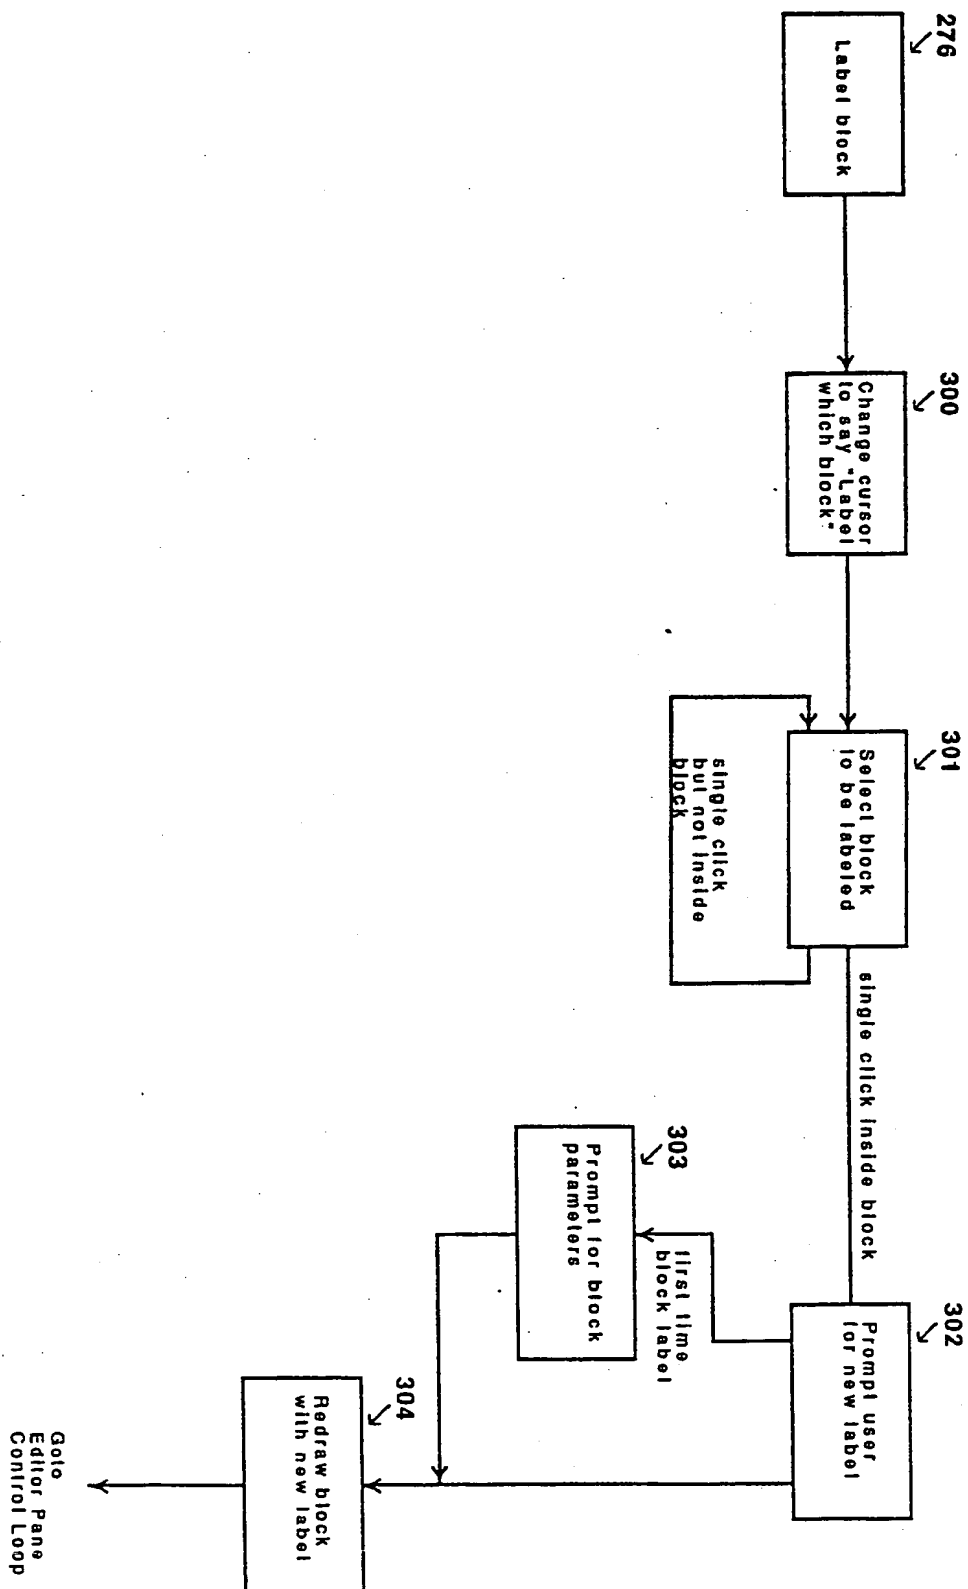 276
Label block
300
Change cursor
to say "Label
which block"
301
Select block
to be labeled
single click
but not inside
block
single click inside block
302
Prompt user
for new label
first time
block label
303
Prompt for block
parameters
304
Redraw block
with new label
Goto
Editor Pane
Control Loop